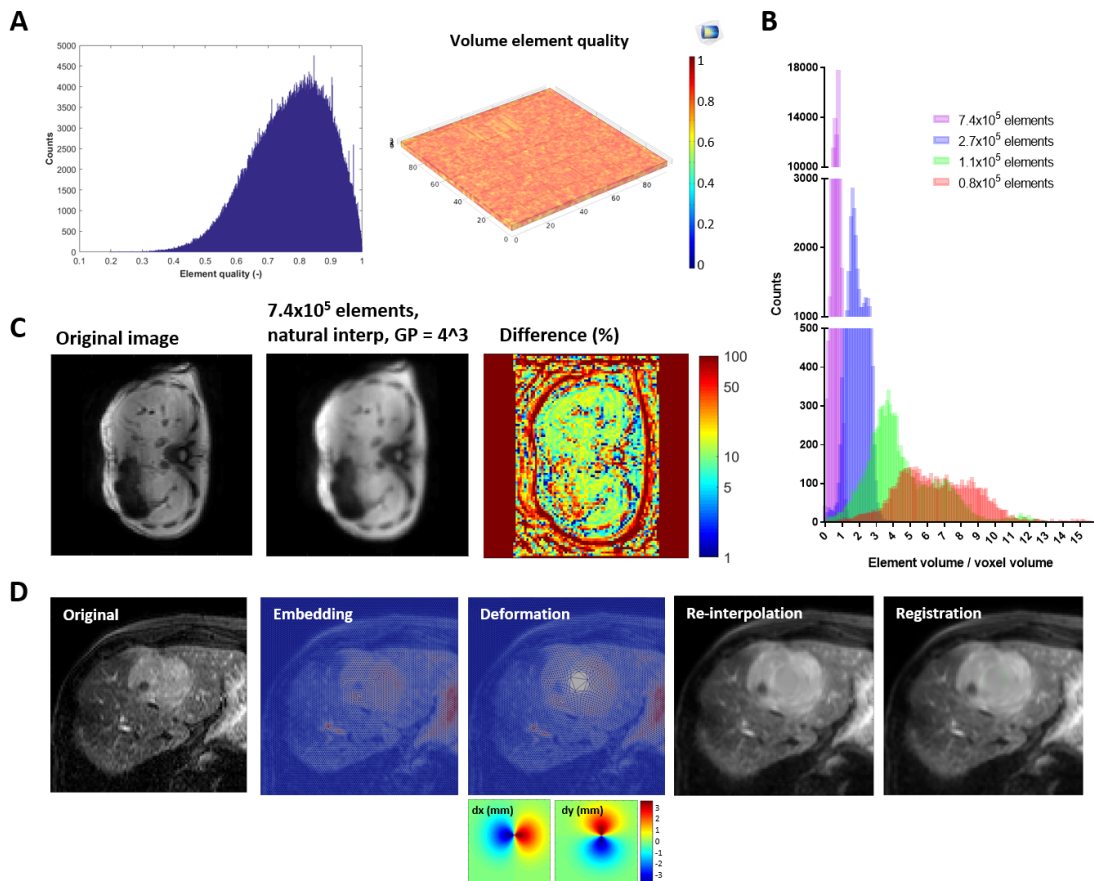 A
5000
4500
4000
3500
3000
2500
2000
1500
1000
500
0
Counts
0.1 0.2 0.3 0.4 0.5 0.6 0.7 0.8 0.9 1
Element quality (-)
Volume element quality
80
60
40
20
0
0
20
40
60
80
1
0.8
0.6
0.4
0.2
0
B
18000
14000
10000
3000
2000
1000
500
400
300
200
100
0
Counts
7.4x10⁵ elements
2.7x10⁵ elements
1.1x10⁵ elements
0.8x10⁵ elements
0 1 2 3 4 5 6 7 8 9 10 11 12 13 14 15
Element volume / voxel volume
C
Original image
7.4x10⁵ elements,
natural interp, GP = 4^3
Difference (%)
100
50
10
5
1
D
Original
Embedding
Deformation
Re-interpolation
Registration
dx (mm)
dy (mm)
3
2
1
0
-1
-2
-3